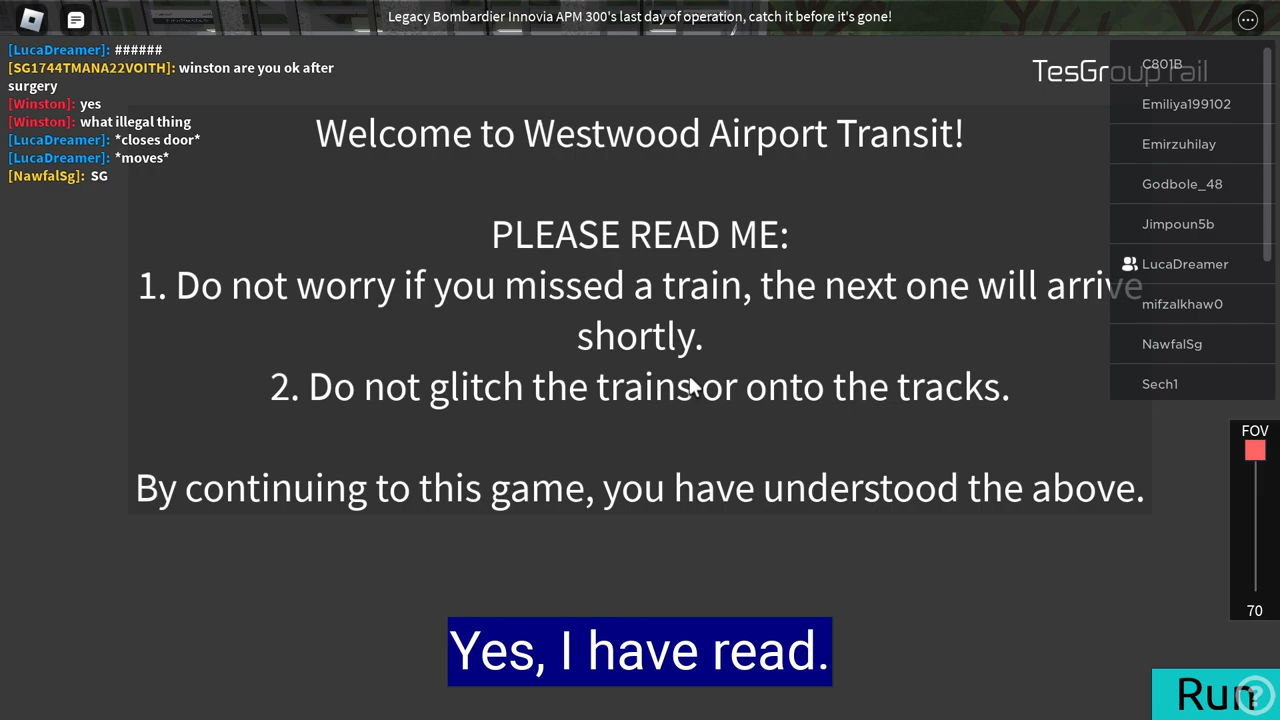 Legacy Bombardier Innovia APM 300's last day of operation, catch it before it's gone!
[LucaDreamer]: ######
[SG1744TMANA22VOITH]: winston are you ok after
surgery
[Winston]: yes
[Winston]: what illegal thing
[LucaDreamer]: *closes door*
[LucaDreamer]: *moves*
[NawfalSg]: SG
TesGroup Tail
Welcome to Westwood Airport Transit!
PLEASE READ ME:
1. Do not worry if you missed a train, the next one will arrive
shortly.
2. Do not glitch the trains or onto the tracks.
By continuing to this game, you have understood the above.
Yes, I have read.
C801B
Emiliya199102
Emirzuhilay
Godbole_48
Jimpoun5b
LucaDreamer
mifzalkhaw0
NawfalSg
Sech1
FOV
70
Run
?